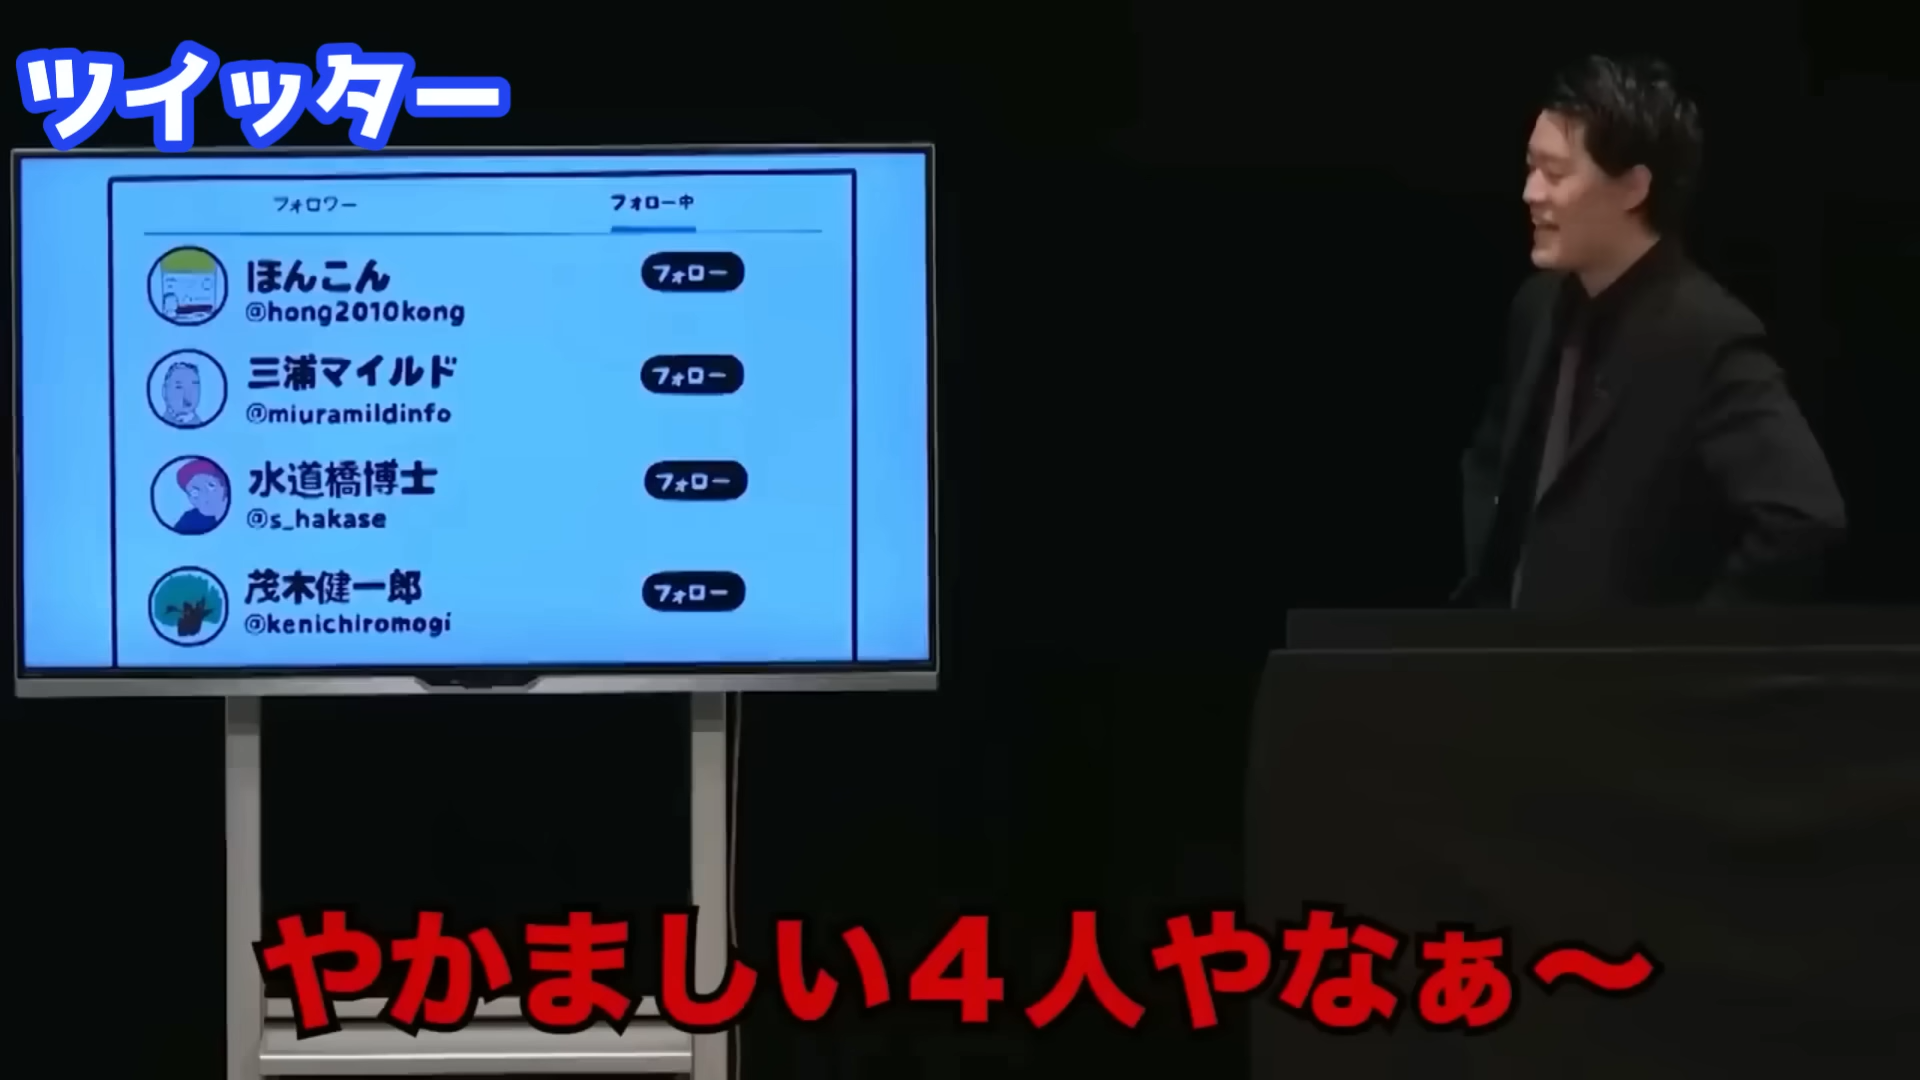 ツイッター
フォロワー
フォロー中
ほんこん
@hong2010kong
フォロー
三浦マイルド
@miuramildinfo
フォロー
水道橋博士
@s_hakase
フォロー
茂木健一郎
@kenichiromogi
フォロー
やかましい4人やなぁ〜